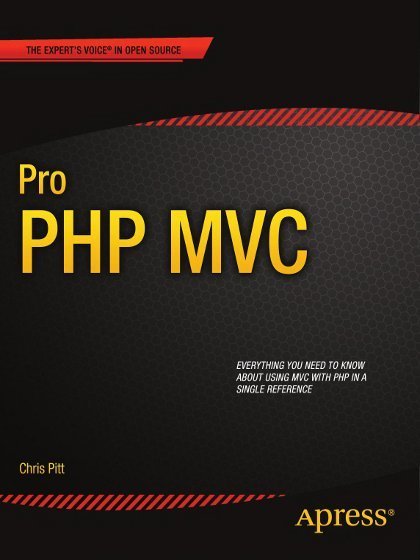 THE EXPERT'S VOICE® IN OPEN SOURCE
Pro
PHP MVC
EVERYTHING YOU NEED TO KNOW
ABOUT USING MVC WITH PHP IN A
SINGLE REFERENCE
Chris Pitt
Apress®